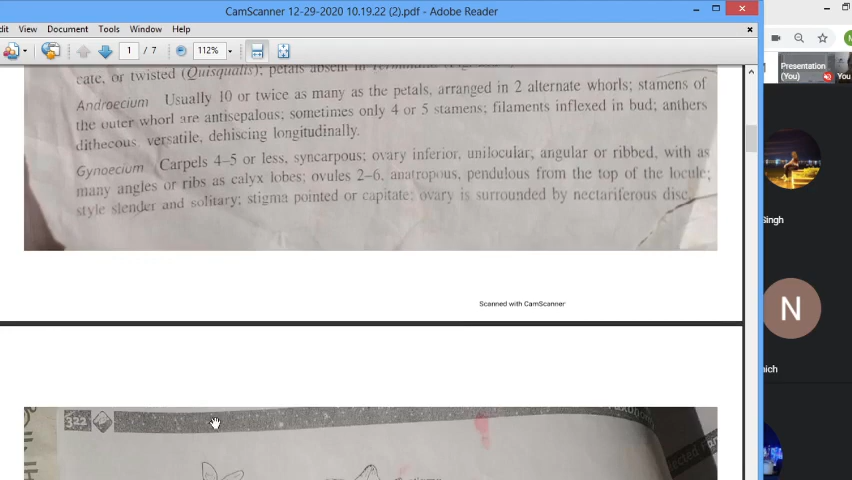 CamScanner 12-29-2020 10.19.22 (2).pdf - Adobe Reader
dit View Document Tools Window Help
1 / 7 112%
cate, or twisted (Quisqualis); petals absent in
Androecium Usually 10 or twice as many as the petals, arranged in 2 alternate whorls; stamens of
the outer whorl are antisepalous; sometimes only 4 or 5 stamens; filaments inflexed in bud; anthers
dithecous, versatile, dehiscing longitudinally.
Gynoecium Carpels 4–5 or less, syncarpous; ovary inferior, unilocular, angular or ribbed, with as
many angles or ribs as calyx lobes; ovules 2–6, anatropous, pendulous from the top of the locule;
style slender and solitary; stigma pointed or capitate; ovary is surrounded by nectariferous disc.
Scanned with CamScanner
322
Presentation
(You)
You
Singh
N
nich